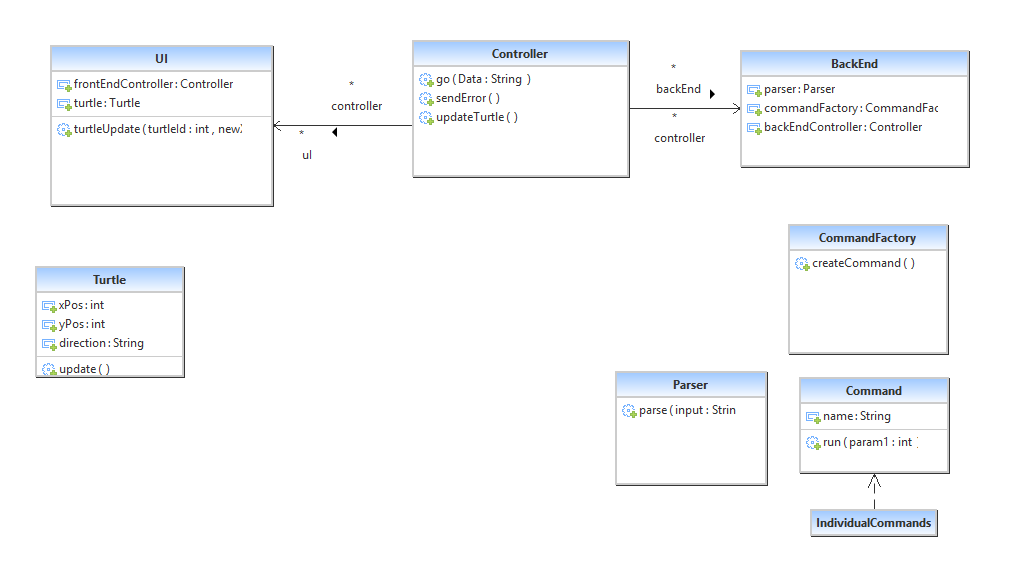 UI
frontEndController : Controller
turtle : Turtle
turtleUpdate ( turtleId : int , new
*
controller
*
ul
Controller
go ( Data : String )
sendError ( )
updateTurtle ( )
*
backEnd
*
controller
BackEnd
parser : Parser
commandFactory : CommandFac
backEndController : Controller
Turtle
xPos : int
yPos : int
direction : String
update ( )
CommandFactory
createCommand ( )
Parser
parse ( input : Strin
Command
name : String
run ( param1 : int
IndividualCommands